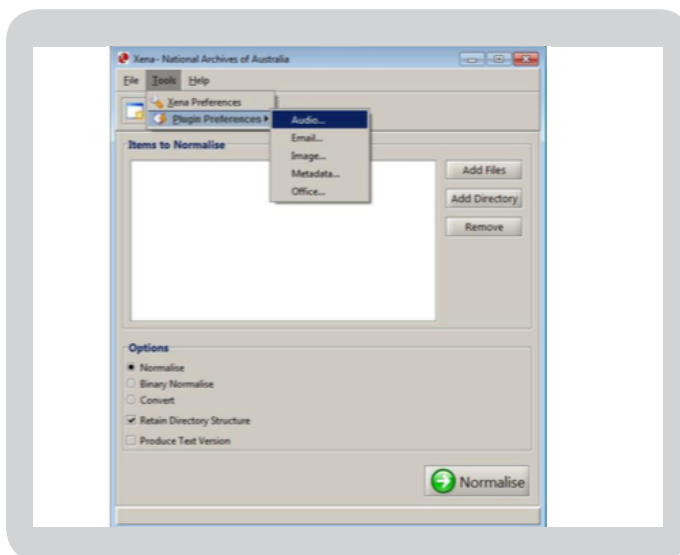 Xena - National Archives of Australia
File Tools Help
Xena Preferences
Plugin Preferences
Audio...
Email...
Image...
Metadata...
Office...
Items to Normalise
Add Files
Add Directory
Remove
Options
Normalise
Binary Normalise
Convert
Retain Directory Structure
Produce Text Version
Normalise